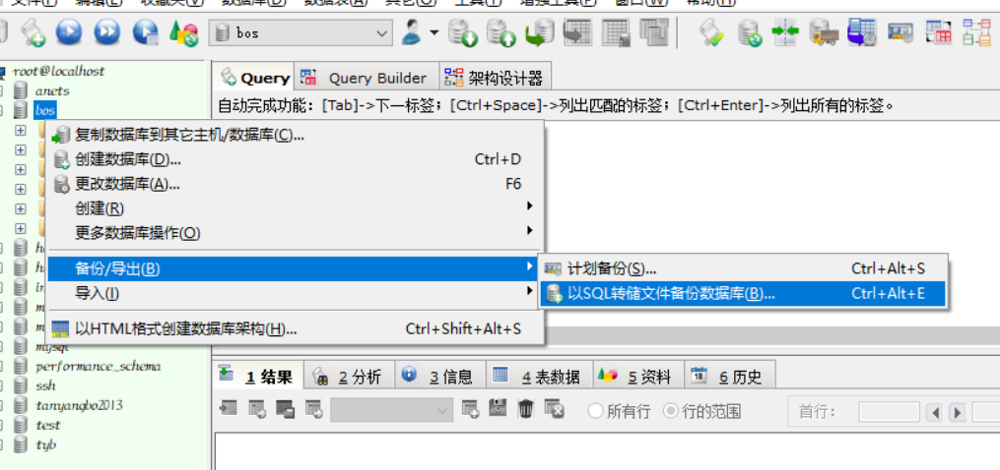 bos
root@localhost
anets
bos
Query
Query Builder
架构设计器
自动完成功能: [Tab]->下一标签; [Ctrl+Space]->列出匹配的标签; [Ctrl+Enter]->列出所有的标签。
复制数据库到其它主机/数据库(C)...
创建数据库(D)... Ctrl+D
更改数据库(A)... F6
创建(R)
更多数据库操作(O)
备份/导出(B)
计划备份(S)... Ctrl+Alt+S
导入(I)
以SQL转储文件备份数据库(B)... Ctrl+Alt+E
以HTML格式创建数据库架构(H)... Ctrl+Shift+Alt+S
mysql
performance_schema
ssh
tanyangbo2013
test
tyb
1 结果
2 分析
3 信息
4 表数据
5 资料
6 历史
所有行
行的范围
首行: